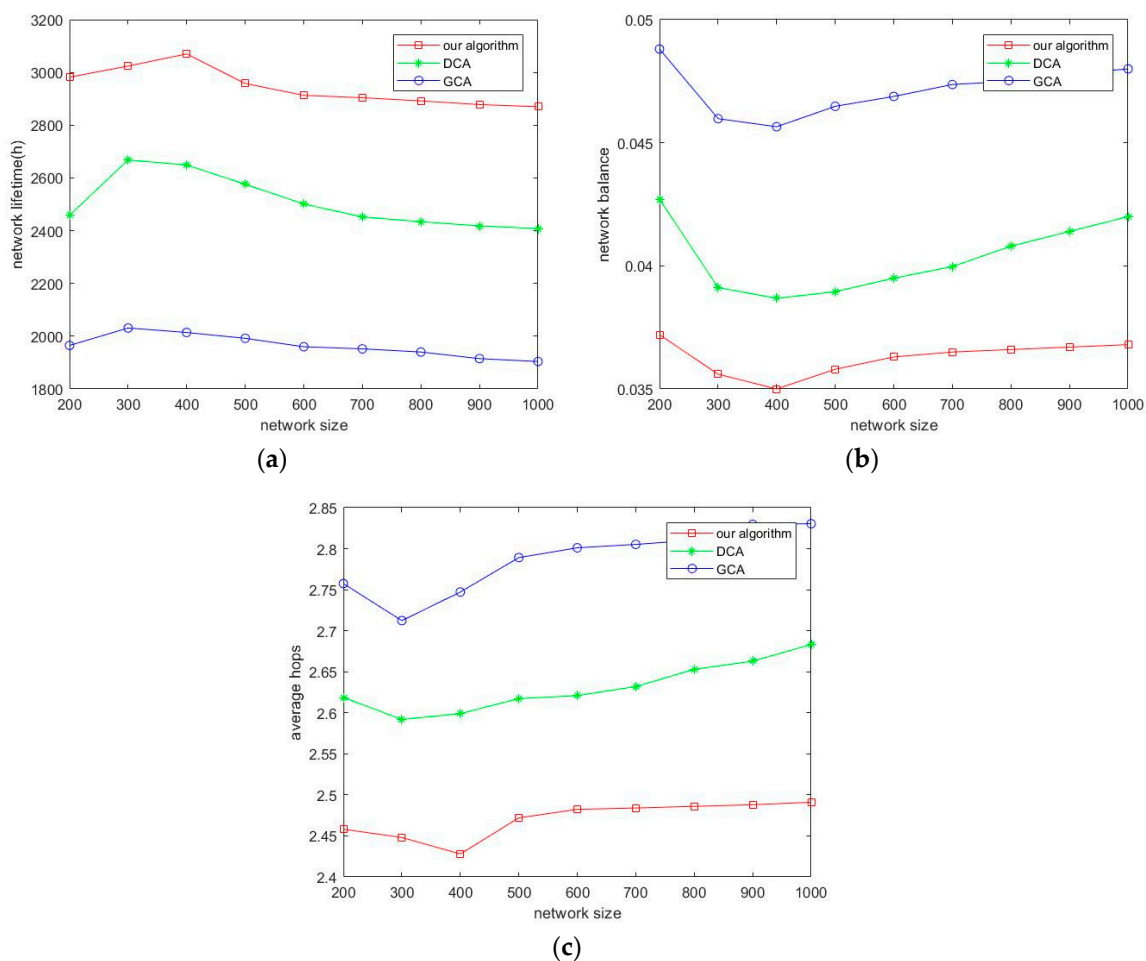 3200
3000
2800
2600
2400
2200
2000
1800
network lifetime(h)
our algorithm
DCA
GCA
200 300 400 500 600 700 800 900 1000
network size
(a)
0.05
0.045
0.04
0.035
network balance
our algorithm
DCA
GCA
200 300 400 500 600 700 800 900 1000
network size
(b)
2.85
2.8
2.75
2.7
2.65
2.6
2.55
2.5
2.45
2.4
average hops
our algorithm
DCA
GCA
200 300 400 500 600 700 800 900 1000
network size
(c)